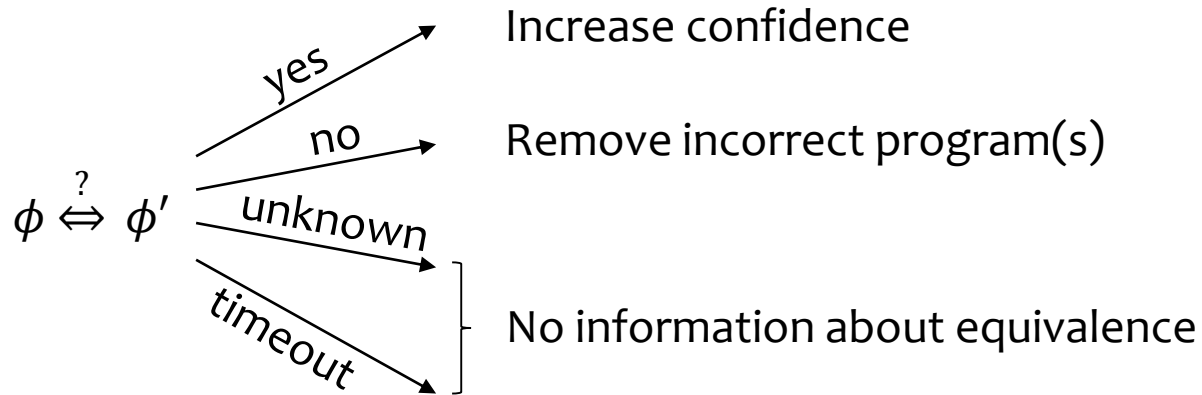 Increase confidence
yes
no
Remove incorrect program(s)
?
ϕ ⇔ ϕ′
unknown
timeout
No information about equivalence